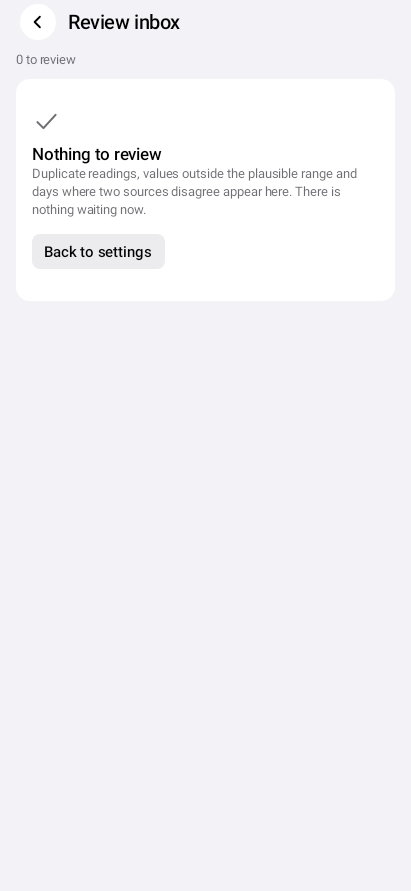 Review inbox
0 to review
Nothing to review
Duplicate readings, values outside the plausible range and
days where two sources disagree appear here. There is
nothing waiting now.
Back to settings